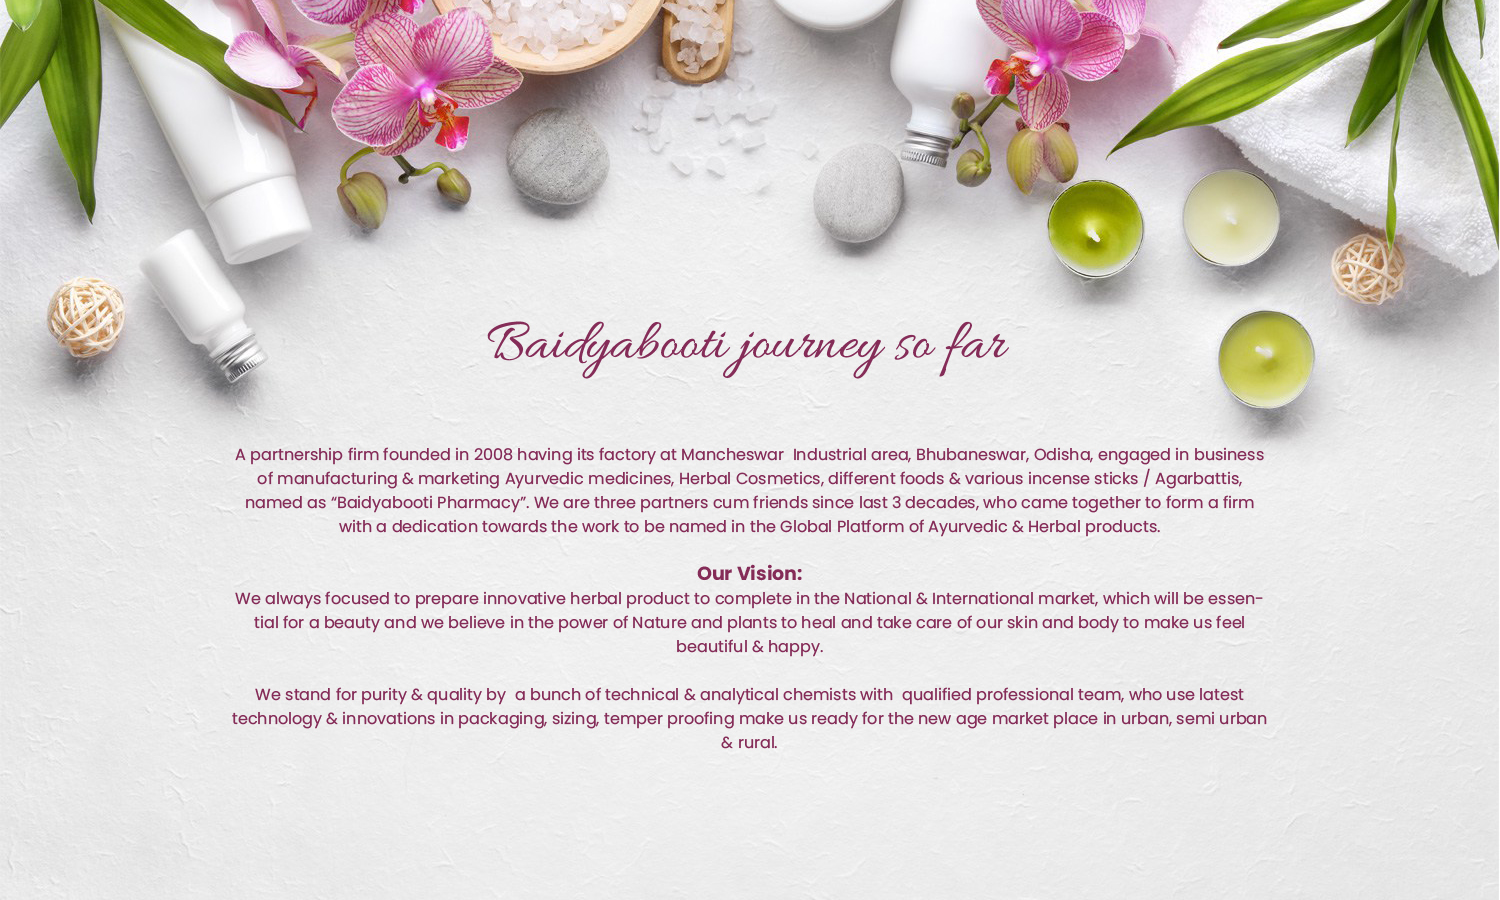 Baidyabooti journey so far
A partnership firm founded in 2008 having its factory at Mancheswar  Industrial area, Bhubaneswar, Odisha, engaged in business
of manufacturing & marketing Ayurvedic medicines, Herbal Cosmetics, different foods & various incense sticks / Agarbattis,
named as “Baidyabooti Pharmacy”. We are three partners cum friends since last 3 decades, who came together to form a firm
with a dedication towards the work to be named in the Global Platform of Ayurvedic & Herbal products.
Our Vision:
We always focused to prepare innovative herbal product to complete in the National & International market, which will be essen-
tial for a beauty and we believe in the power of Nature and plants to heal and take care of our skin and body to make us feel
beautiful & happy.
We stand for purity & quality by  a bunch of technical & analytical chemists with  qualified professional team, who use latest
technology & innovations in packaging, sizing, temper proofing make us ready for the new age market place in urban, semi urban
& rural.